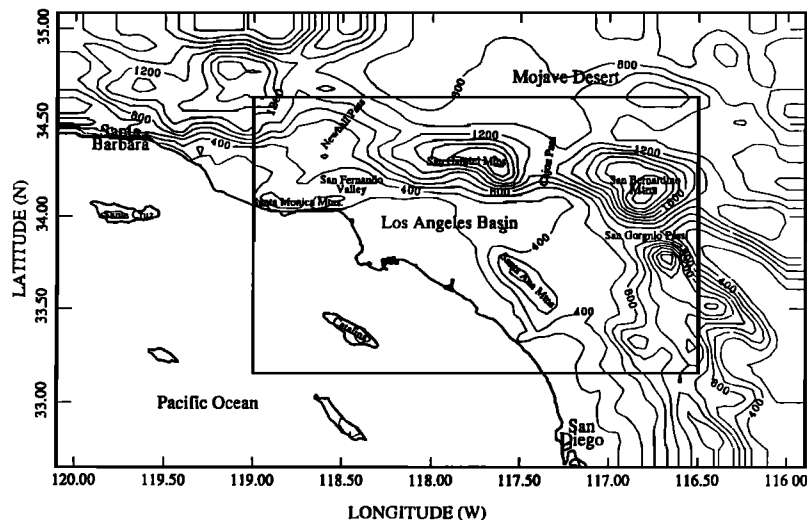 35.00
34.50
34.00
33.50
33.00
LATITUDE (N)
1200
800
1200
800
Mojave Desert
Newhall Pass
Santa
Barbara
400
1200
Cajon Pass
1200
San Gabriel Mtns
San Fernando
Valley
400
800
San Bernardino
Mtns
Santa Monica Mtns
Santa Cruz
Los Angeles Basin
400
San Gorgonio Pass
Santa Ana Mtns
800
400
400
Catalina
Pacific Ocean
800
400
San
Diego
120.00
119.50
119.00
118.50
118.00
117.50
117.00
116.50
116.00
LONGITUDE (W)